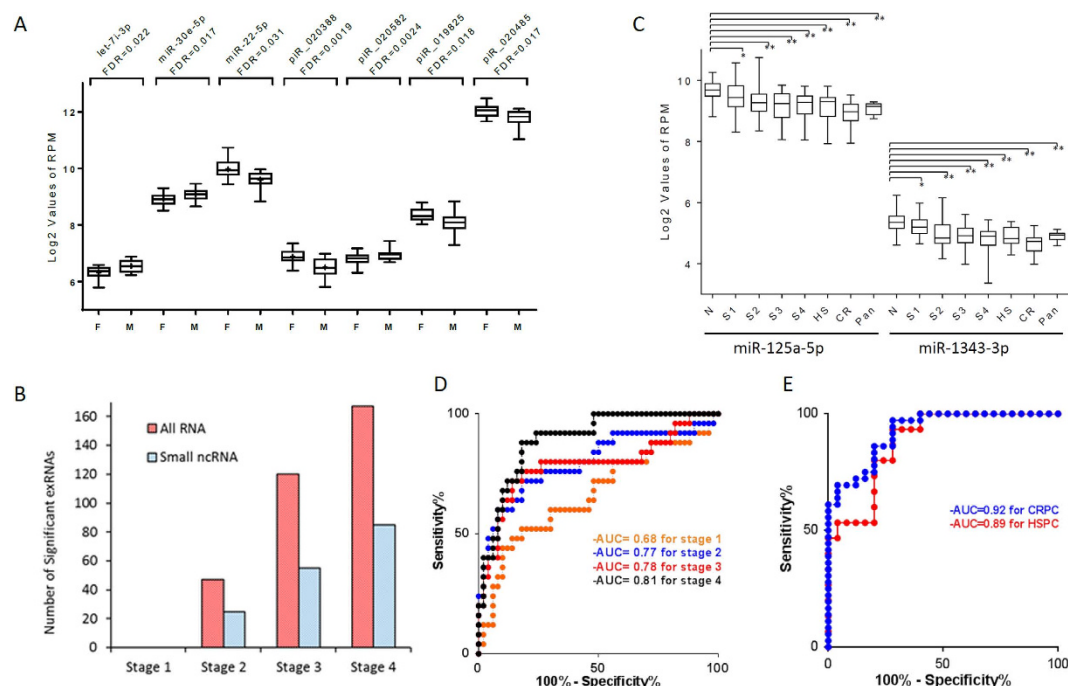 A
let-7i-3p
FDR=0.022
miR-30e-5p
FDR=0.017
miR-22-5p
FDR=0.031
piR_020388
FDR=0.0019
piR_020582
FDR=0.0024
piR_019825
FDR=0.018
piR_020485
FDR=0.017
Log2 Values of RPM
12
10
8
6
F M F M F M F M F M F M F M
B
Number of Significant exRNAs
160
140
120
100
80
60
40
20
0
All RNA
Small ncRNA
Stage 1 Stage 2 Stage 3 Stage 4
C
Log2 Values of RPM
10
8
6
4
**
**
**
**
**
**
*
**
**
**
**
**
**
*
N S1 S2 S3 S4 HS CR Pan N S1 S2 S3 S4 HS CR Pan
miR-125a-5p miR-1343-3p
D
Sensitivity%
100
50
0
-AUC= 0.68 for stage 1
-AUC= 0.77 for stage 2
-AUC= 0.78 for stage 3
-AUC= 0.81 for stage 4
0 50 100
100% - Specificity%
E
Sensitivity%
100
50
0
-AUC=0.92 for CRPC
-AUC=0.89 for HSPC
0 50 100
100% - Specificity%